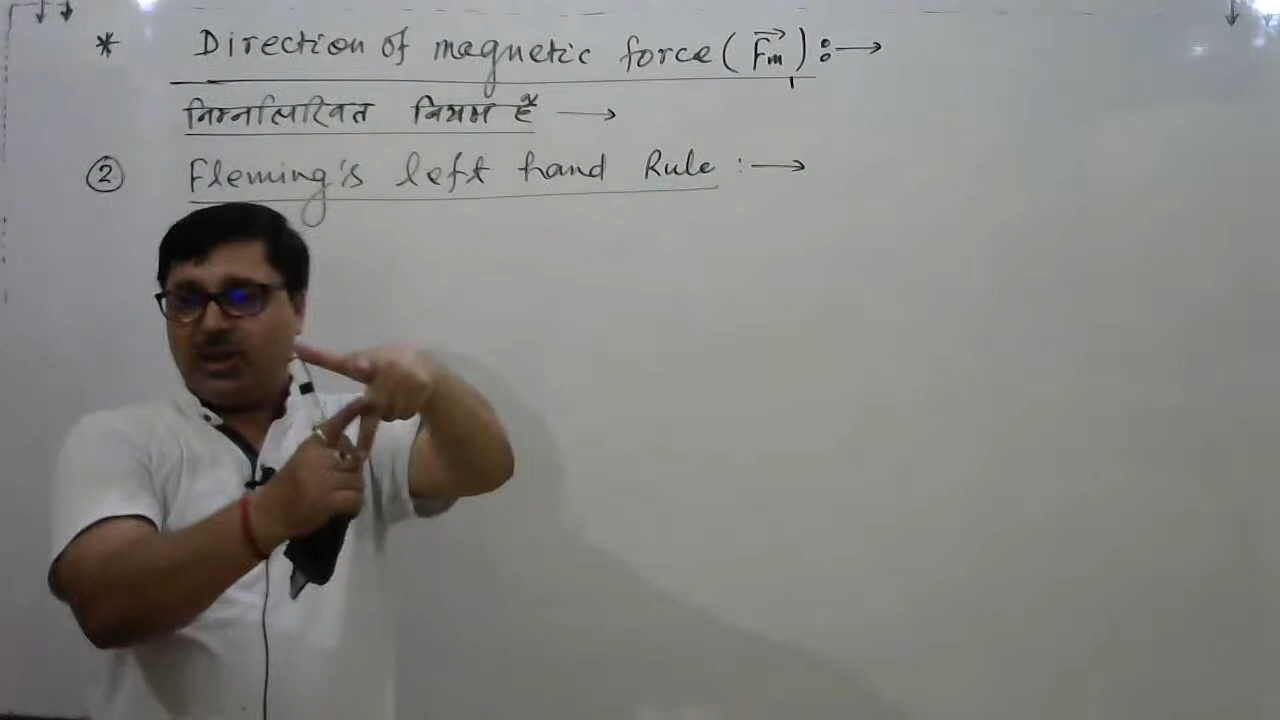 * Direction of magnetic force (F⃗m) :→
निम्नलिखित नियम हैं →
② Fleming's left hand Rule :→